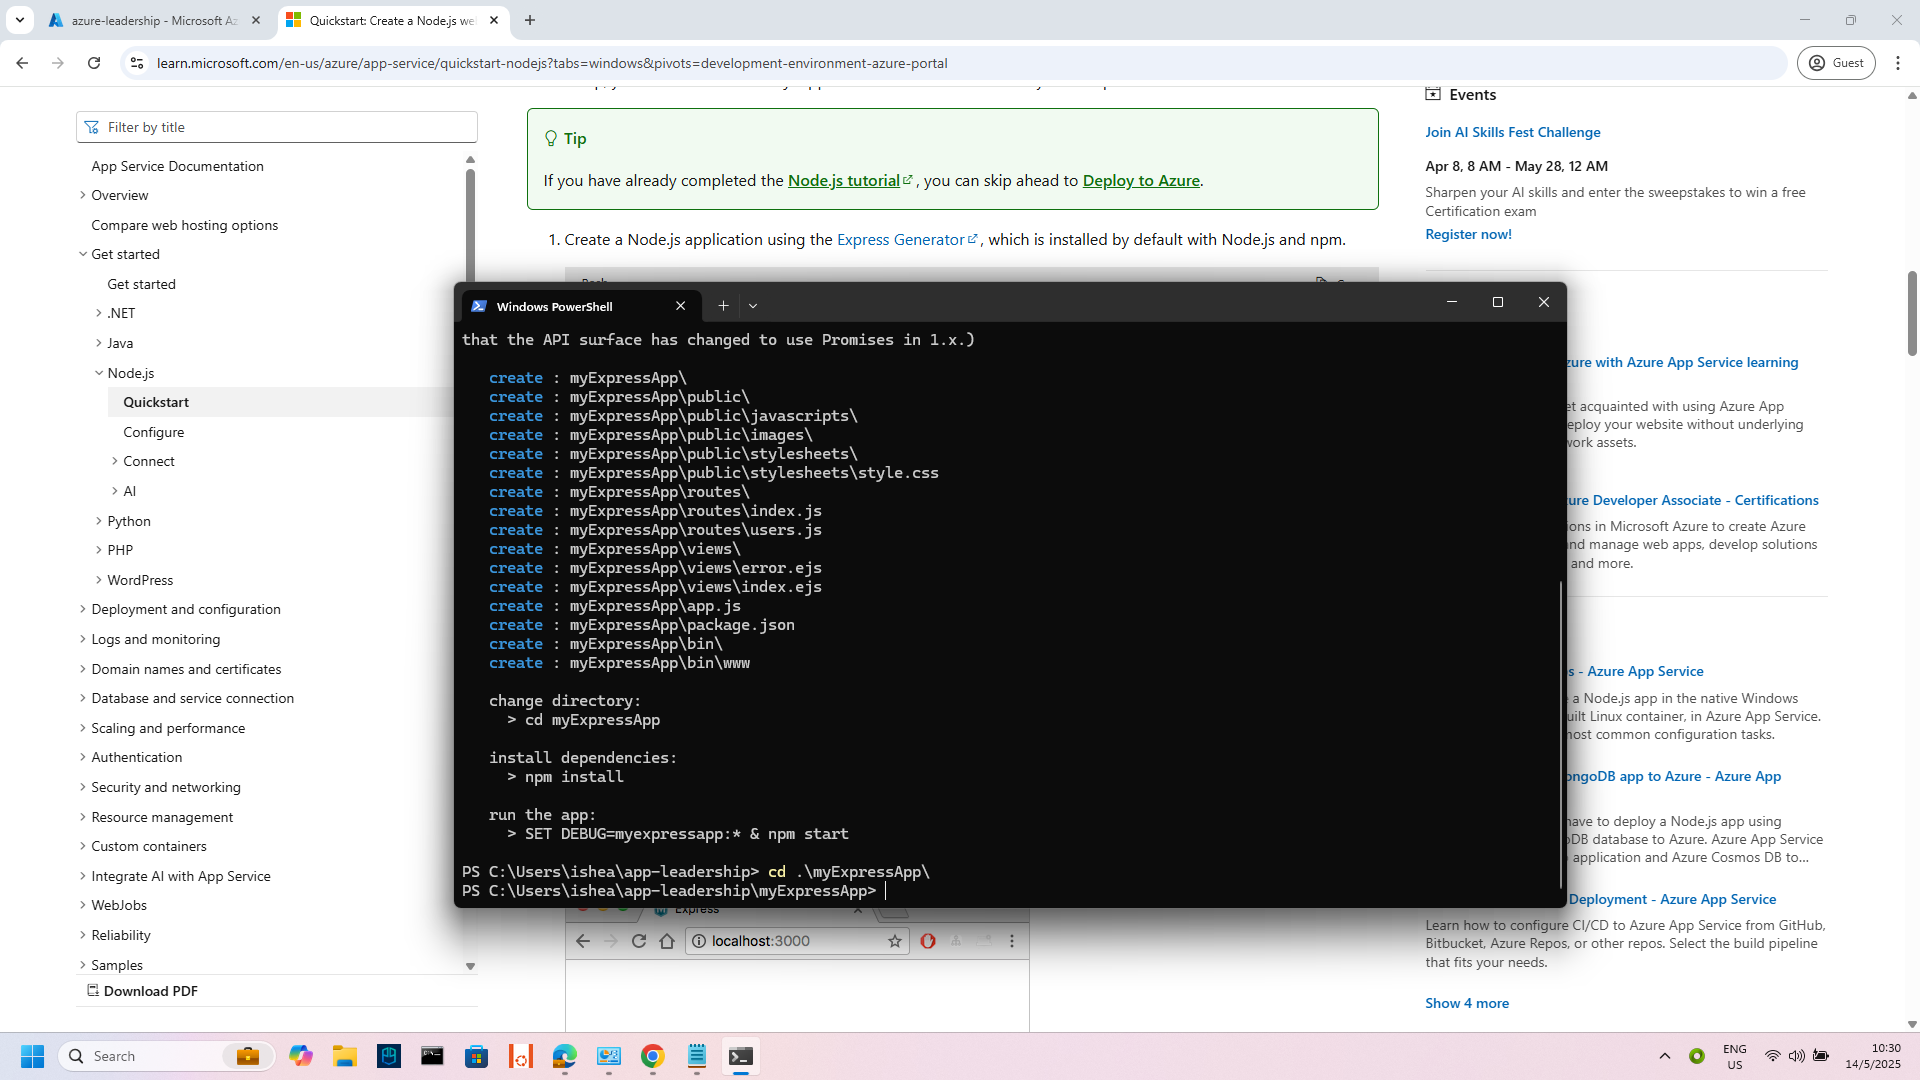 azure-leadership - Microsoft Az
Quickstart: Create a Node.js we
learn.microsoft.com/en-us/azure/app-service/quickstart-nodejs?tabs=windows&pivots=development-environment-azure-portal
Guest
Filter by title
App Service Documentation
Overview
Compare web hosting options
Get started
Get started
.NET
Java
Node.js
Quickstart
Configure
Connect
AI
Python
PHP
WordPress
Deployment and configuration
Logs and monitoring
Domain names and certificates
Database and service connection
Scaling and performance
Authentication
Security and networking
Resource management
Custom containers
Integrate AI with App Service
WebJobs
Reliability
Samples
Download PDF
Tip
If you have already completed the Node.js tutorial, you can skip ahead to Deploy to Azure.
1. Create a Node.js application using the Express Generator, which is installed by default with Node.js and npm.
Windows PowerShell
that the API surface has changed to use Promises in 1.x.)
create : myExpressApp\
create : myExpressApp\public\
create : myExpressApp\public\javascripts\
create : myExpressApp\public\images\
create : myExpressApp\public\stylesheets\
create : myExpressApp\public\stylesheets\style.css
create : myExpressApp\routes\
create : myExpressApp\routes\index.js
create : myExpressApp\routes\users.js
create : myExpressApp\views\
create : myExpressApp\views\error.ejs
create : myExpressApp\views\index.ejs
create : myExpressApp\app.js
create : myExpressApp\package.json
create : myExpressApp\bin\
create : myExpressApp\bin\www
change directory:
> cd myExpressApp
install dependencies:
> npm install
run the app:
> SET DEBUG=myexpressapp:* & npm start
PS C:\Users\ishea\app-leadership> cd .\myExpressApp\
PS C:\Users\ishea\app-leadership\myExpressApp>
Express
localhost:3000
Events
Join AI Skills Fest Challenge
Apr 8, 8 AM - May 28, 12 AM
Sharpen your AI skills and enter the sweepstakes to win a free
Certification exam
Register now!
zure with Azure App Service learning
et acquainted with using Azure App
eploy your website without underlying
work assets.
ure Developer Associate - Certifications
ons in Microsoft Azure to create Azure
nd manage web apps, develop solutions
and more.
s - Azure App Service
a Node.js app in the native Windows
uilt Linux container, in Azure App Service.
most common configuration tasks.
ongoDB app to Azure - Azure App
have to deploy a Node.js app using
oDB database to Azure. Azure App Service
application and Azure Cosmos DB to...
Deployment - Azure App Service
Learn how to configure CI/CD to Azure App Service from GitHub,
Bitbucket, Azure Repos, or other repos. Select the build pipeline
that fits your needs.
Show 4 more
Search
ENG
US
10:30
14/5/2025